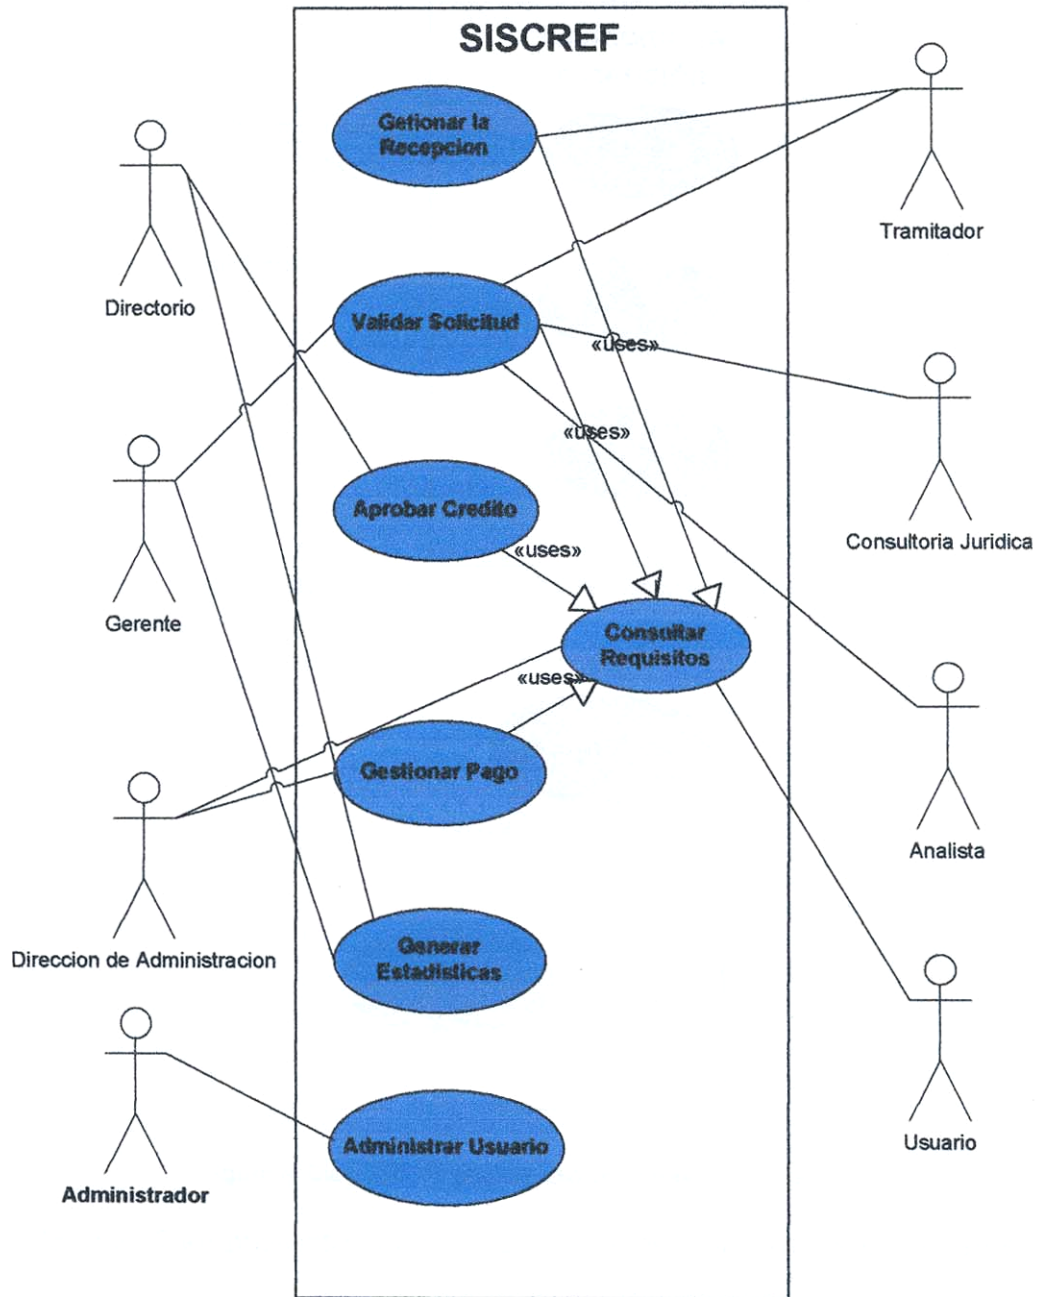 SISCREF
Getionar la
Recepcion
Tramitador
Directorio
Validar Solicitud
«uses»
«uses»
Aprobar Credito
«uses»
Consultoria Juridica
Gerente
Consultar
Requisitos
«uses»
Gestionar Pago
Analista
Direccion de Administracion
Generar
Estadisticas
Administrar Usuario
Usuario
Administrador